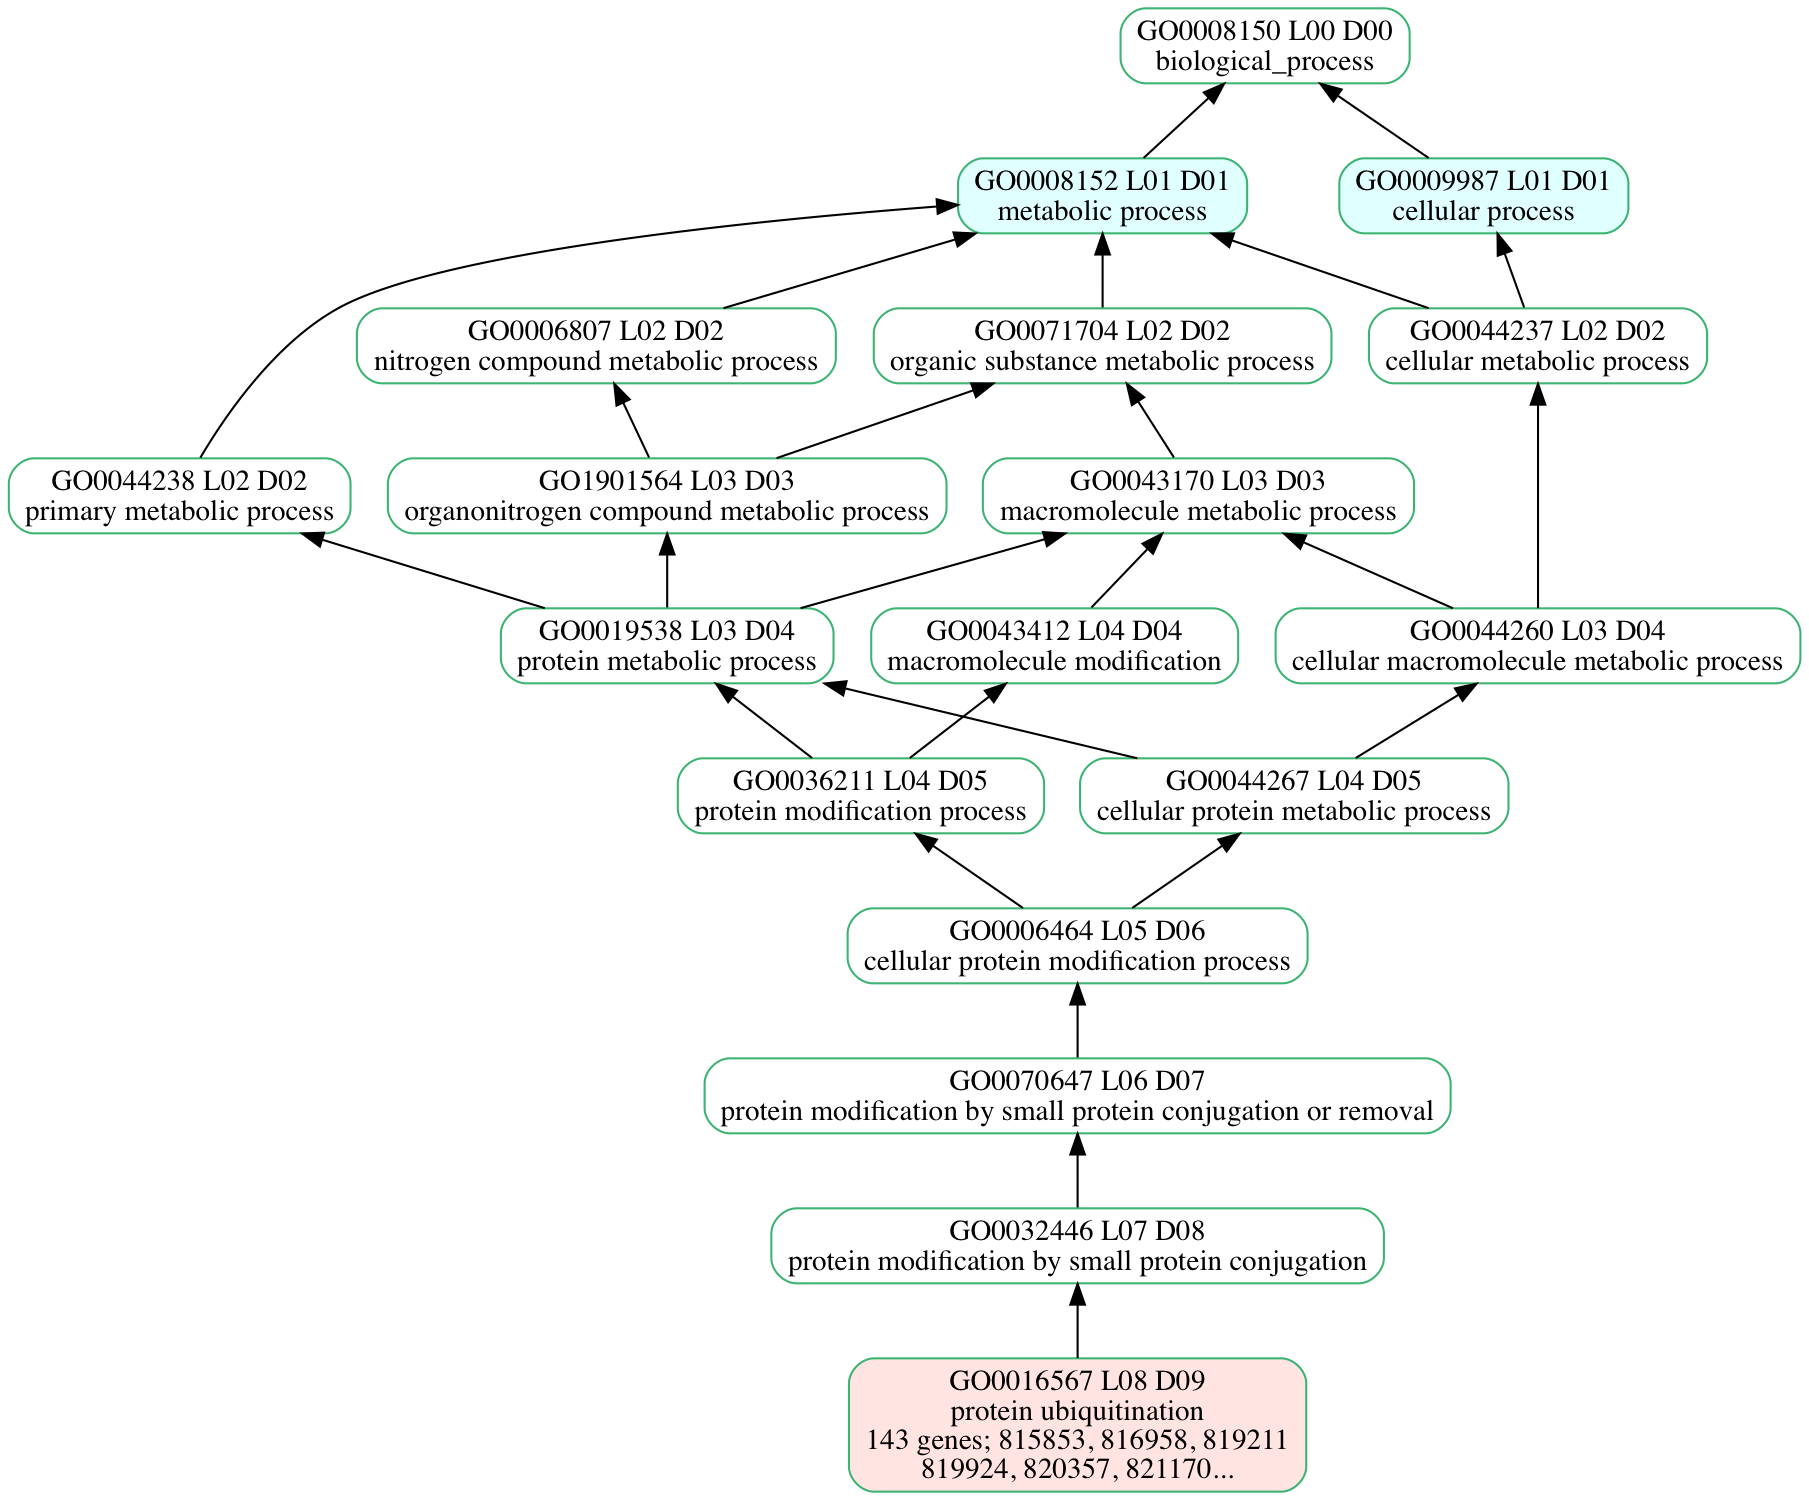 GO0008150 L00 D00
biological_process
GO0008152 L01 D01
metabolic process
GO0009987 L01 D01
cellular process
GO0006807 L02 D02
nitrogen compound metabolic process
GO0071704 L02 D02
organic substance metabolic process
GO0044237 L02 D02
cellular metabolic process
GO0044238 L02 D02
primary metabolic process
GO1901564 L03 D03
organonitrogen compound metabolic process
GO0043170 L03 D03
macromolecule metabolic process
GO0019538 L03 D04
protein metabolic process
GO0043412 L04 D04
macromolecule modification
GO0044260 L03 D04
cellular macromolecule metabolic process
GO0036211 L04 D05
protein modification process
GO0044267 L04 D05
cellular protein metabolic process
GO0006464 L05 D06
cellular protein modification process
GO0070647 L06 D07
protein modification by small protein conjugation or removal
GO0032446 L07 D08
protein modification by small protein conjugation
GO0016567 L08 D09
protein ubiquitination
143 genes; 815853, 816958, 819211
819924, 820357, 821170...